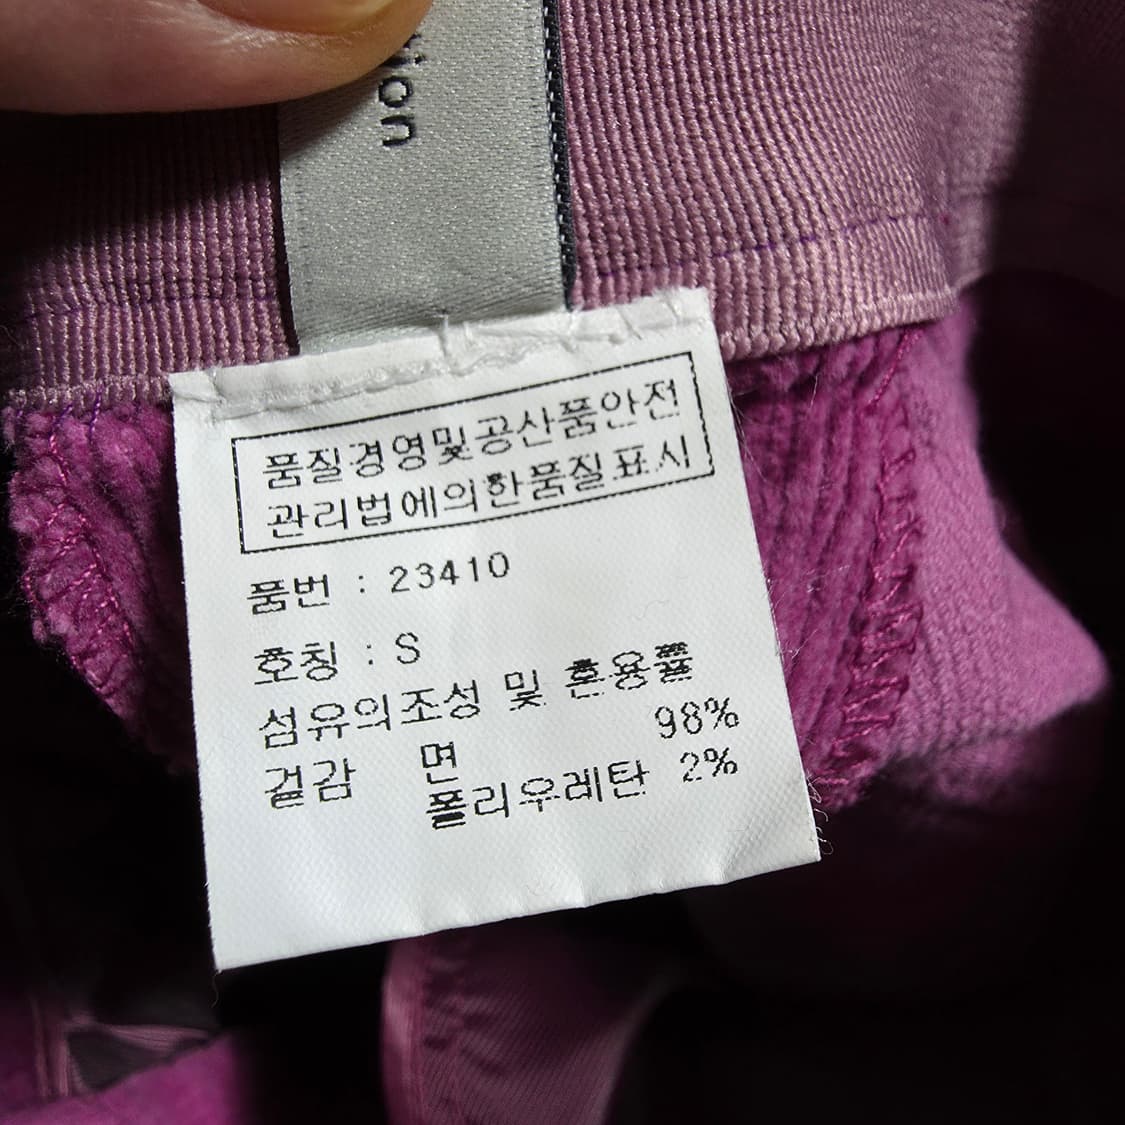 tion
품질경영및공산품안전
관리법에의한품질표시
품번 : 23410
호칭 : S
섬유의조성 및 혼용률
겉감 면 98%
폴리우레탄 2%